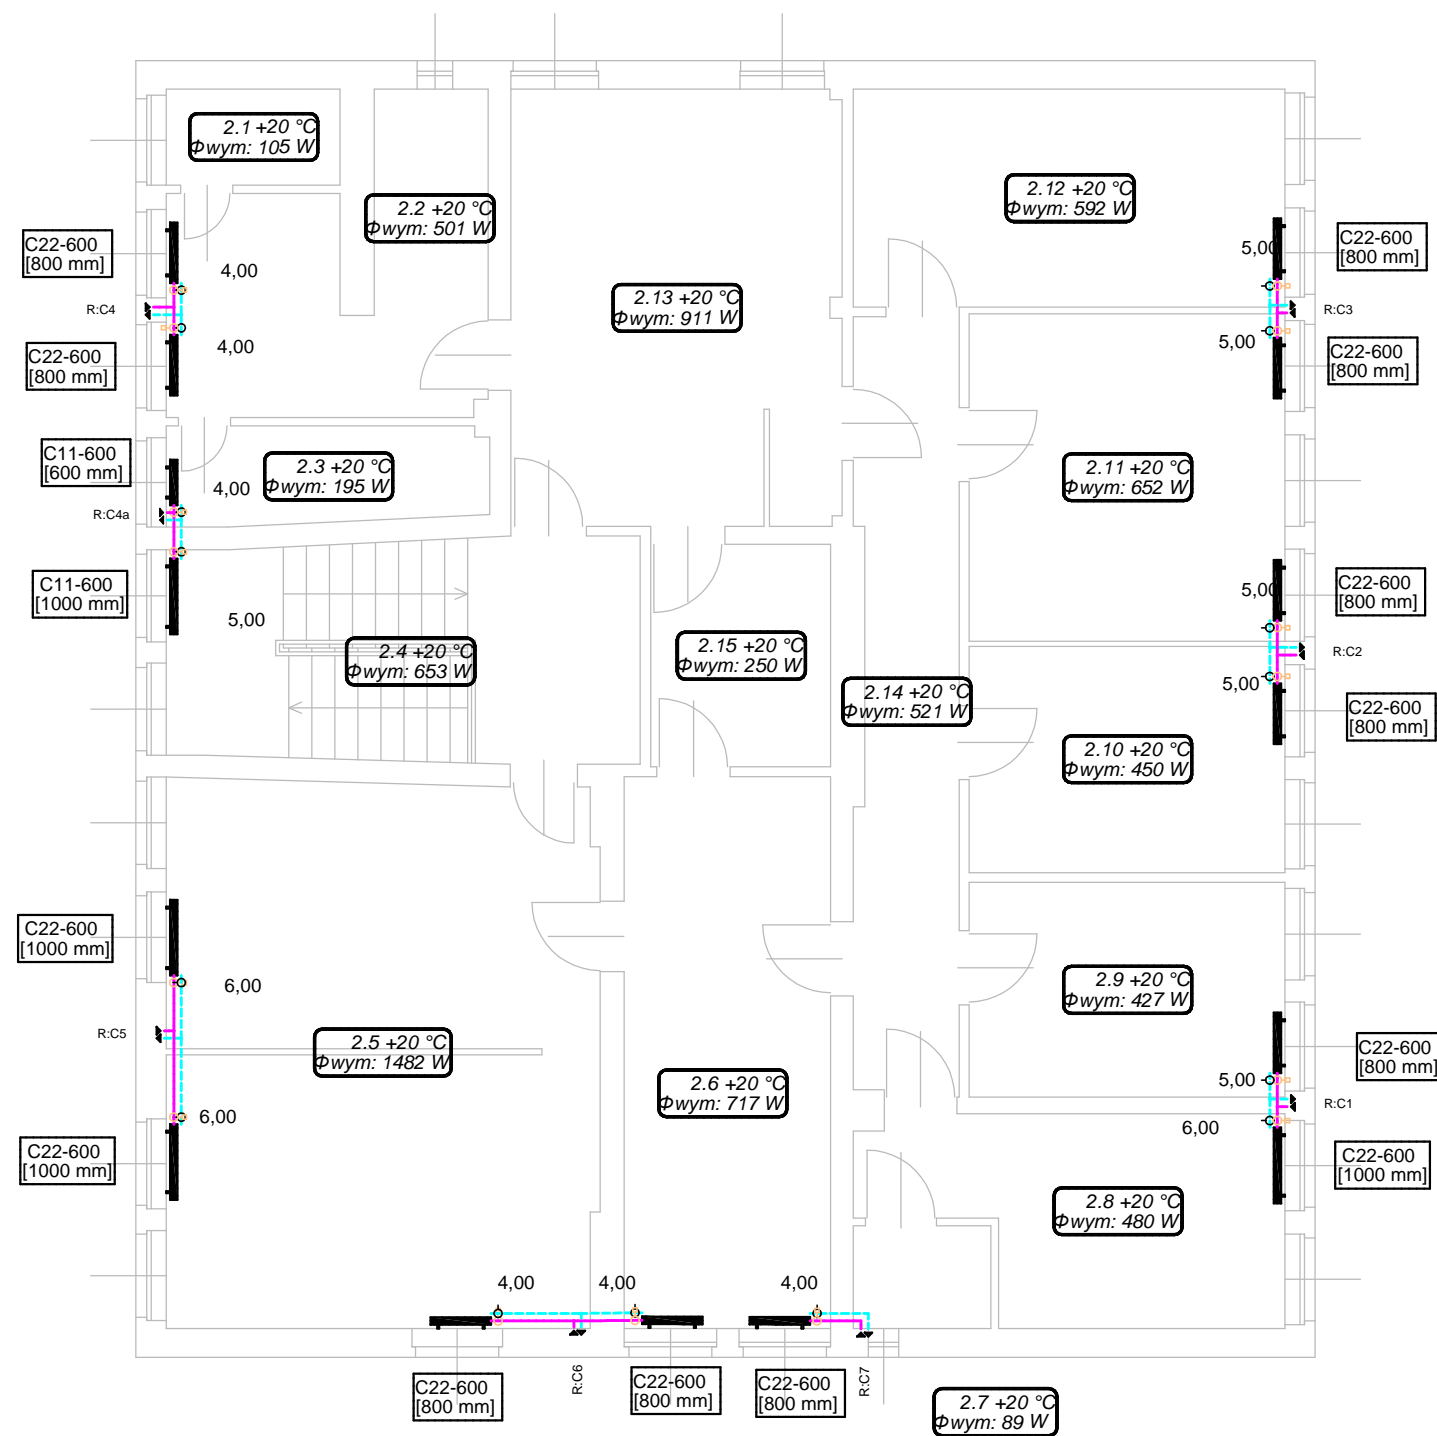 2.1 +20 °C
Φwym: 105 W
2.12 +20 °C
Φwym: 592 W
2.2 +20 °C
Φwym: 501 W
C22-600
[800 mm]
4,00
R:C4
4,00
C22-600
[800 mm]
2.13 +20 °C
Φwym: 911 W
5,00
C22-600
[800 mm]
R:C3
5,00
C22-600
[800 mm]
C11-600
[600 mm]
4,00
R:C4a
2.3 +20 °C
Φwym: 195 W
2.11 +20 °C
Φwym: 652 W
C11-600
[1000 mm]
5,00
2.4 +20 °C
Φwym: 653 W
2.15 +20 °C
Φwym: 250 W
2.14 +20 °C
Φwym: 521 W
5,00
C22-600
[800 mm]
R:C2
5,00
C22-600
[800 mm]
2.10 +20 °C
Φwym: 450 W
C22-600
[1000 mm]
6,00
R:C5
6,00
C22-600
[1000 mm]
2.5 +20 °C
Φwym: 1482 W
2.6 +20 °C
Φwym: 717 W
2.9 +20 °C
Φwym: 427 W
C22-600
[800 mm]
5,00
R:C1
6,00
C22-600
[1000 mm]
2.8 +20 °C
Φwym: 480 W
4,00
4,00
4,00
C22-600
[800 mm]
R:C6
C22-600
[800 mm]
C22-600
[800 mm]
R:C7
2.7 +20 °C
Φwym: 89 W